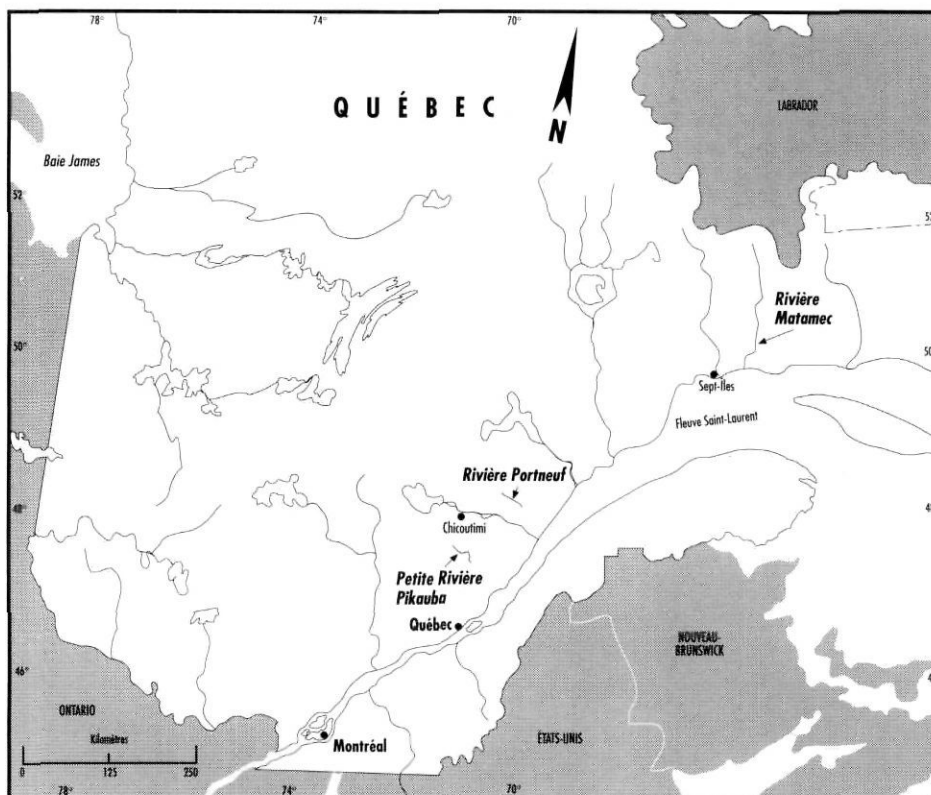 78°
74°
70°
QUÉBEC
LABRADOR
N
Baie James
52
Rivière
Matamec
50°
Sept-Îles
Fleuve Saint-Laurent
Rivière Portneuf
48°
Chicoutimi
Petite Rivière
Pikauba
Québec
NOUVEAU-
BRUNSWICK
46°
ONTARIO
Kilomètres
ÉTATS-UNIS
Montréal
0 125 250
78°
74°
70°